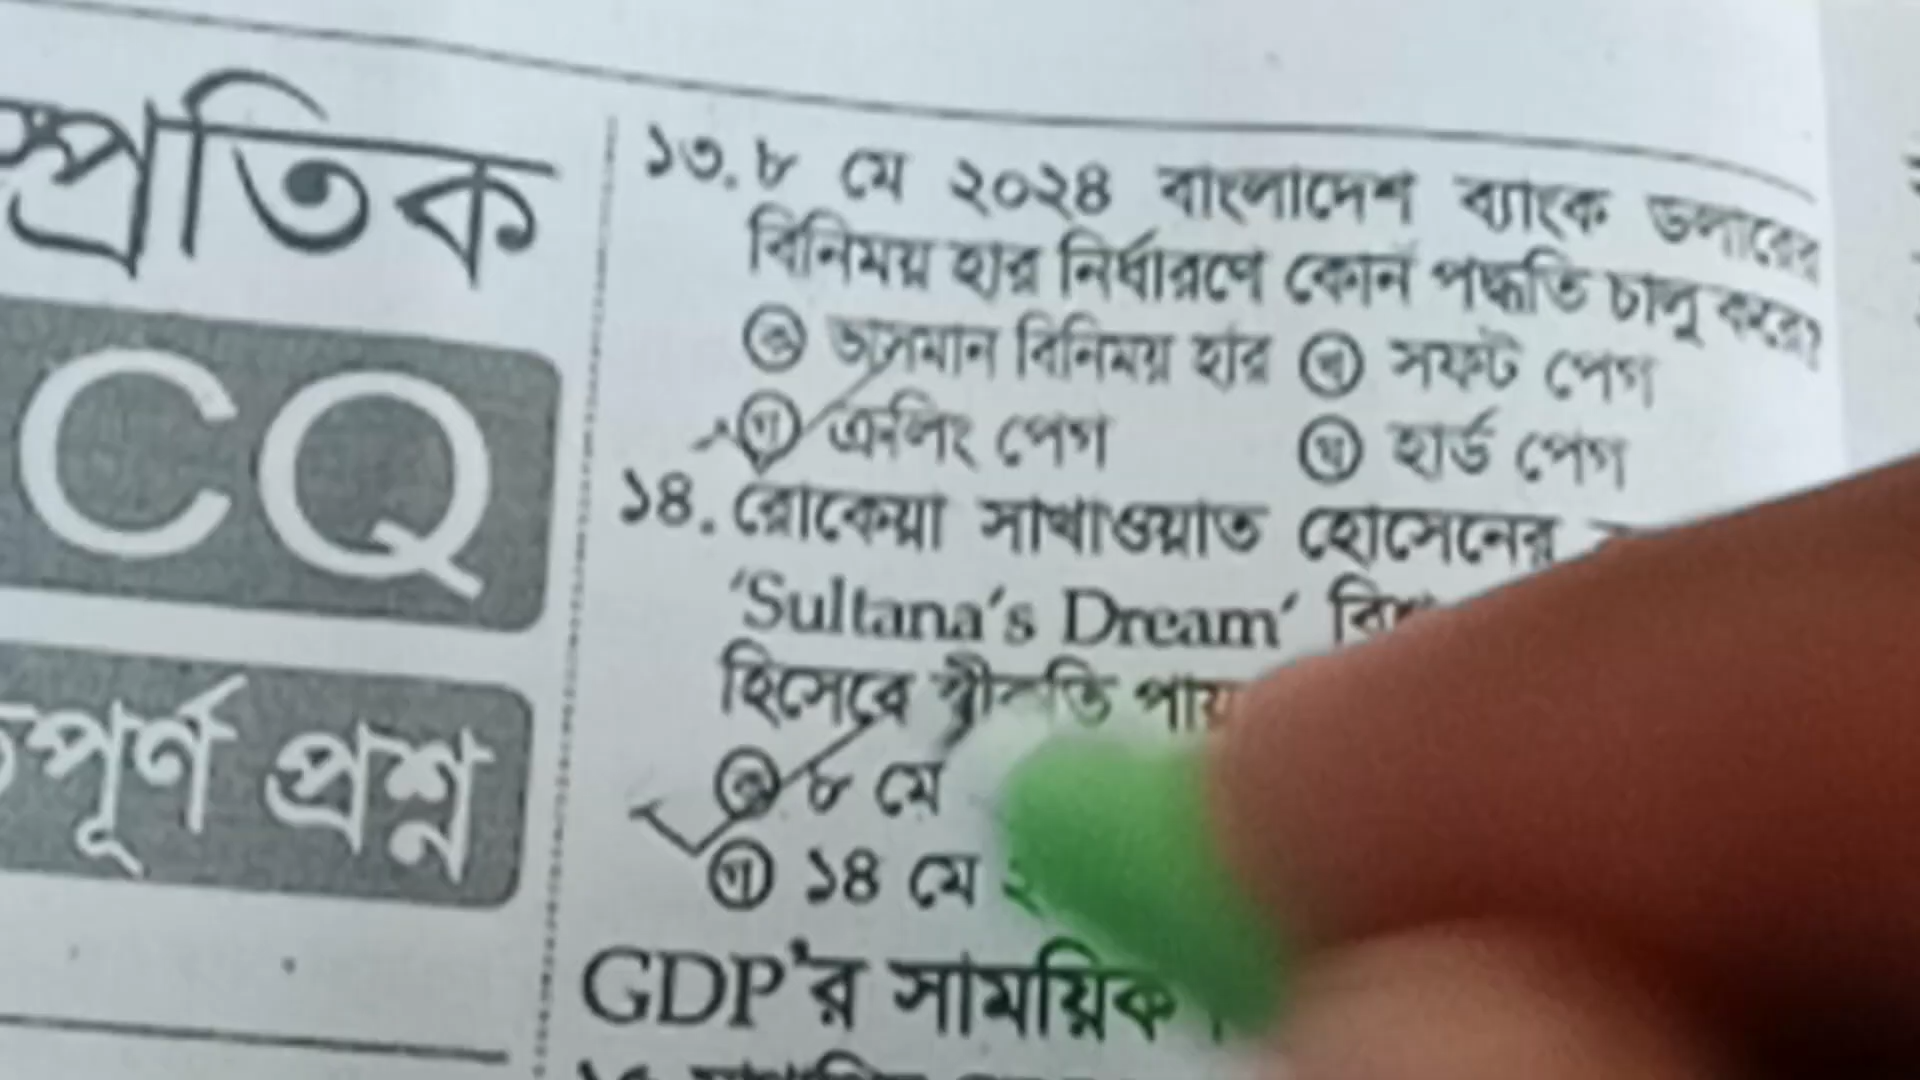 প্রতিক
CQ
পূর্ণ প্রশ্ন
১৩. ৮ মে ২০২৪ বাংলাদেশ ব্যাংক ডলারের
বিনিময় হার নির্ধারণে কোন পদ্ধতি চালু করে?
ক ভাসমান বিনিময় হার খ সফট পেগ
গ ক্রলিং পেগ ঘ হার্ড পেগ
১৪. রোকেয়া সাখাওয়াত হোসেনের
'Sultana's Dream'
হিসেবে স্বীকৃতি পায়
ক ৮ মে
গ ১৪ মে
GDP'র সাময়িক